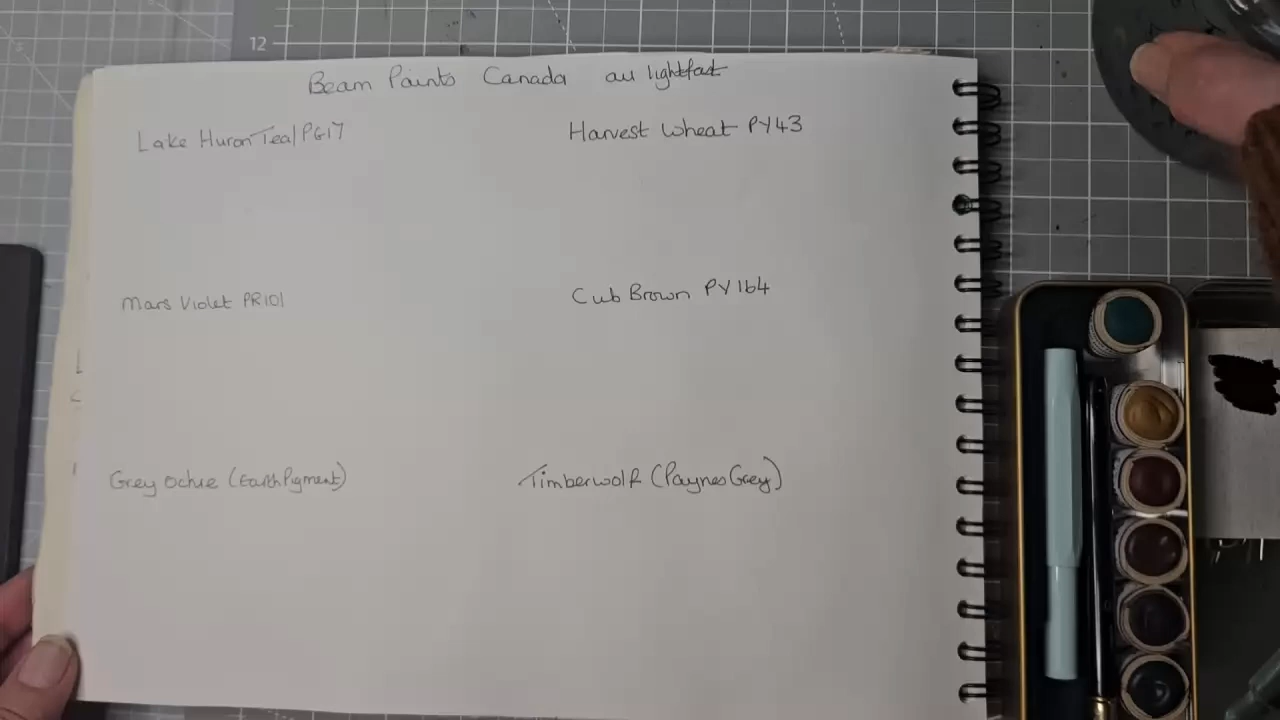 12
Beam Paints Canada all lightfast
Lake Huron Teal PG17
Harvest Wheat PY43
Mars Violet PR101
Cub Brown PY164
Grey Ochre (Earth Pigment)
Timberwolf (Paynes Grey)